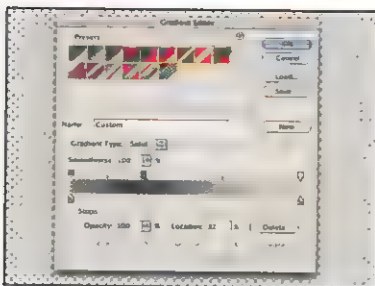 Gradient Editor
Presets
OK
Cancel
Load...
Save
Name: Custom
New
Gradient Type: Solid
Smoothness: 100 %
Stops
Opacity: 100 % Location: 32 % Delete